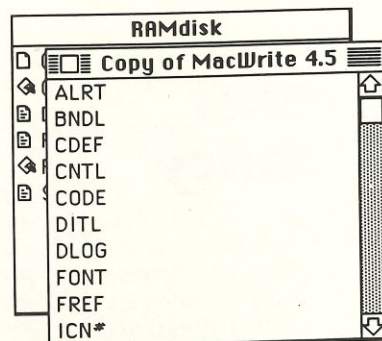 RAMdisk
Copy of MacWrite 4.5
ALRT
BNDL
CDEF
CNTL
CODE
DITL
DLOG
FONT
FREF
ICN#